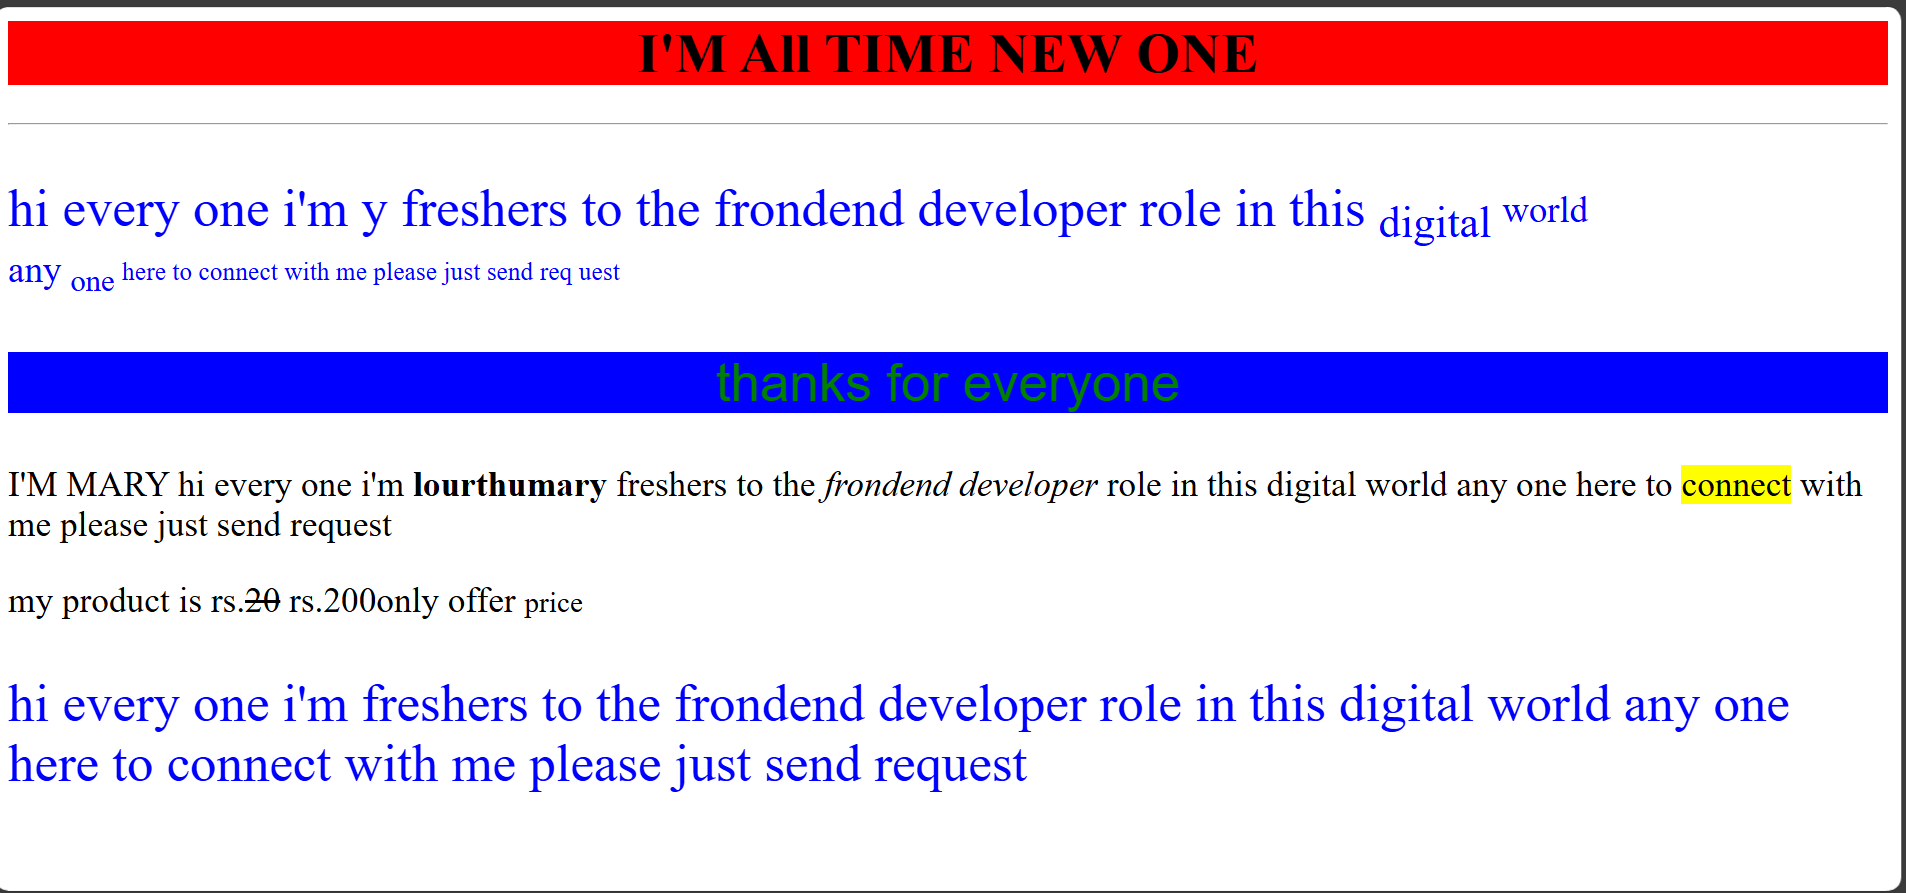 I'M All TIME NEW ONE
hi every one i'm y freshers to the frondend developer role in this digital world
any one here to connect with me please just send req uest
thanks for everyone
I'M MARY hi every one i'm lourthumary freshers to the frondend developer role in this digital world any one here to connect with
me please just send request
my product is rs.20 rs.200only offer price
hi every one i'm freshers to the frondend developer role in this digital world any one
here to connect with me please just send request